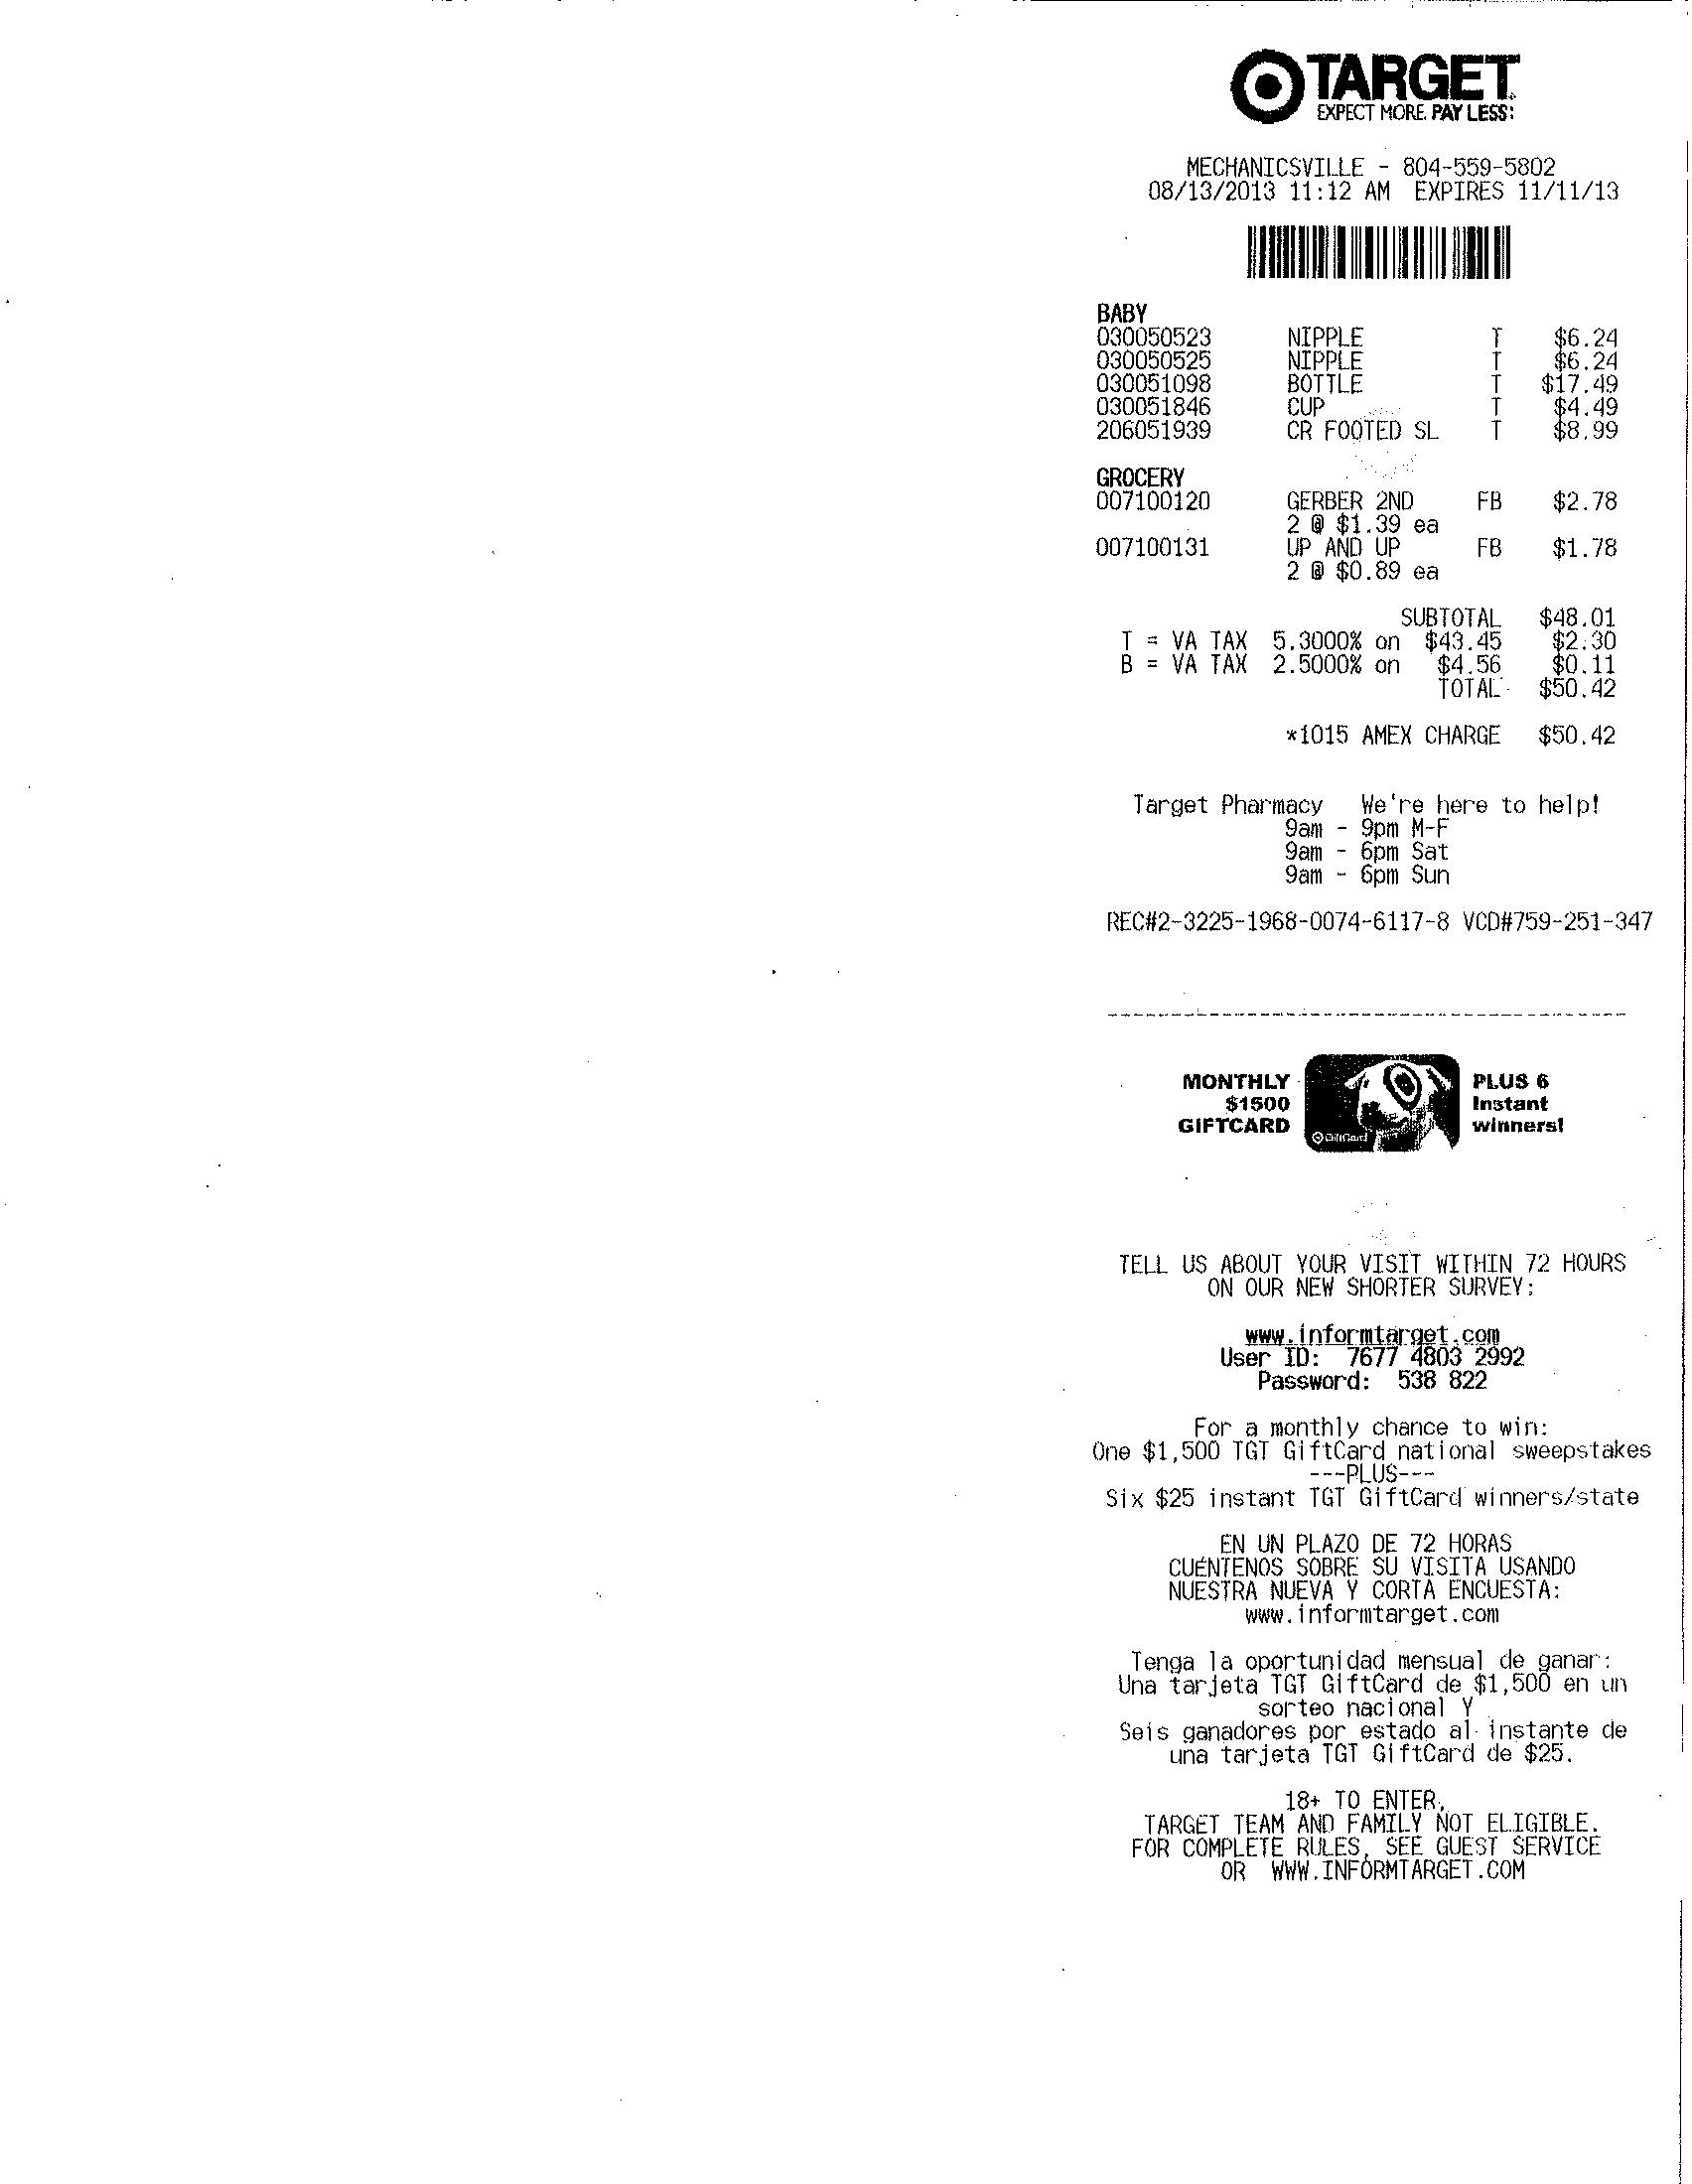 TARGET
EXPECT MORE. PAY LESS.
MECHANICSVILLE - 804-559-5802
08/13/2013 11:12 AM EXPIRES 11/11/13
BABY
030050523 NIPPLE T $6.24
030050525 NIPPLE T $6.24
030051098 BOTTLE T $17.49
030051846 CUP T $4.49
206051939 CR FOOTED SL T $8.99
GROCERY
007100120 GERBER 2ND FB $2.78
2 @ $1.39 ea
007100131 UP AND UP FB $1.78
2 @ $0.89 ea
SUBTOTAL $48.01
T = VA TAX 5.3000% on $43.45 $2.30
B = VA TAX 2.5000% on $4.56 $0.11
TOTAL $50.42
*1015 AMEX CHARGE $50.42
Target Pharmacy We're here to help!
9am - 9pm M-F
9am - 6pm Sat
9am - 6pm Sun
REC#2-3225-1968-0074-6117-8 VCD#759-251-347
MONTHLY PLUS 6
$1500 Instant
GIFTCARD winners!
GiftCard
TELL US ABOUT YOUR VISIT WITHIN 72 HOURS
ON OUR NEW SHORTER SURVEY:
www.informtarget.com
User ID: 7677 4803 2992
Password: 538 822
For a monthly chance to win:
One $1,500 TGT GiftCard national sweepstakes
---PLUS---
Six $25 instant TGT GiftCard winners/state
EN UN PLAZO DE 72 HORAS
CUÉNTENOS SOBRE SU VISITA USANDO
NUESTRA NUEVA Y CORTA ENCUESTA:
www.informtarget.com
Tenga la oportunidad mensual de ganar:
Una tarjeta TGT GiftCard de $1,500 en un
sorteo nacional Y
Seis ganadores por estado al instante de
una tarjeta TGT GiftCard de $25.
18+ TO ENTER.
TARGET TEAM AND FAMILY NOT ELIGIBLE.
FOR COMPLETE RULES, SEE GUEST SERVICE
OR WWW.INFORMTARGET.COM